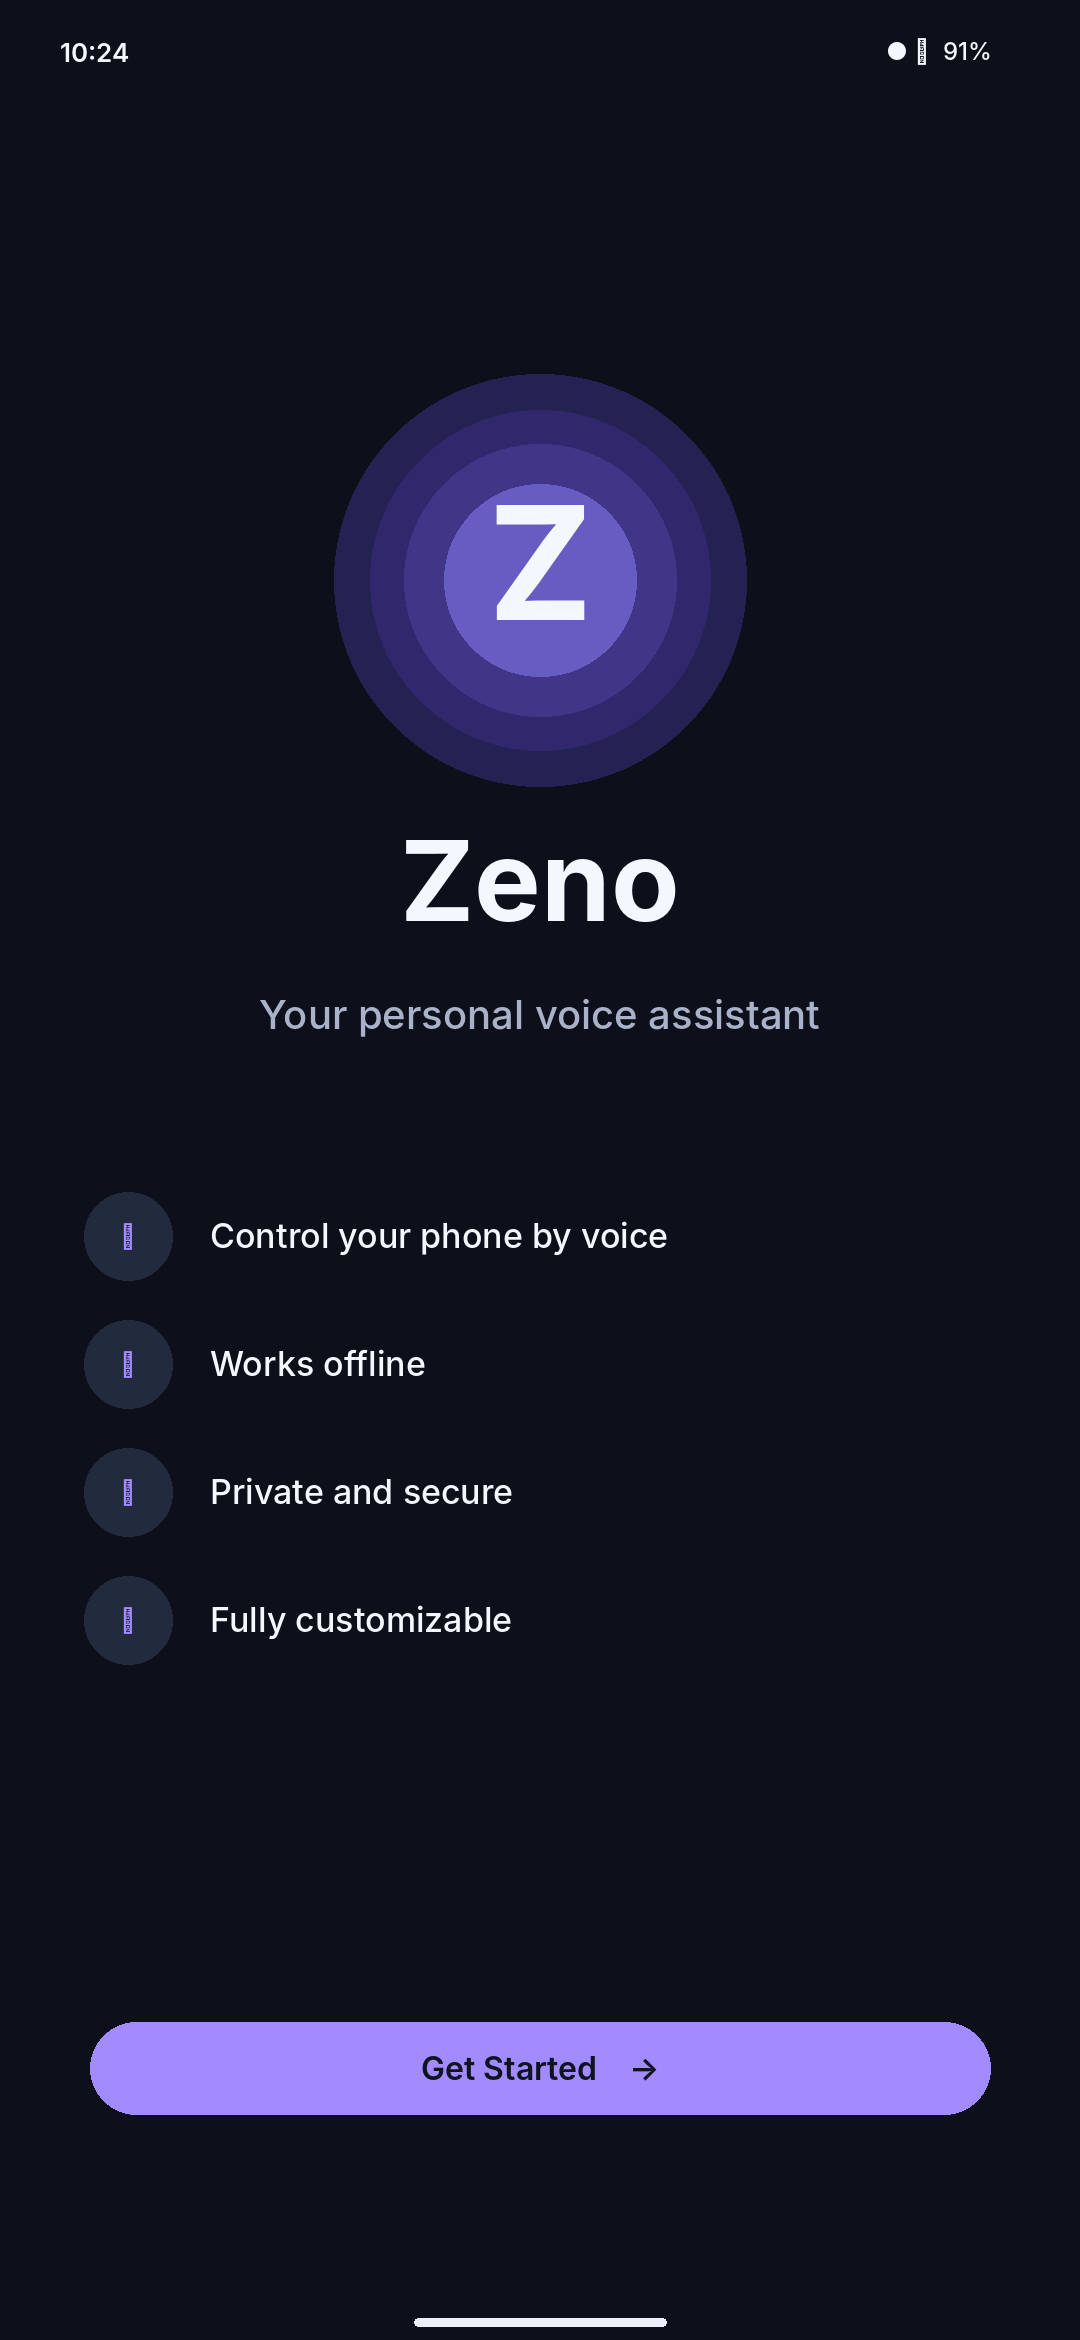 10:24
91%
Z
Zeno
Your personal voice assistant
Control your phone by voice
Works offline
Private and secure
Fully customizable
Get Started →